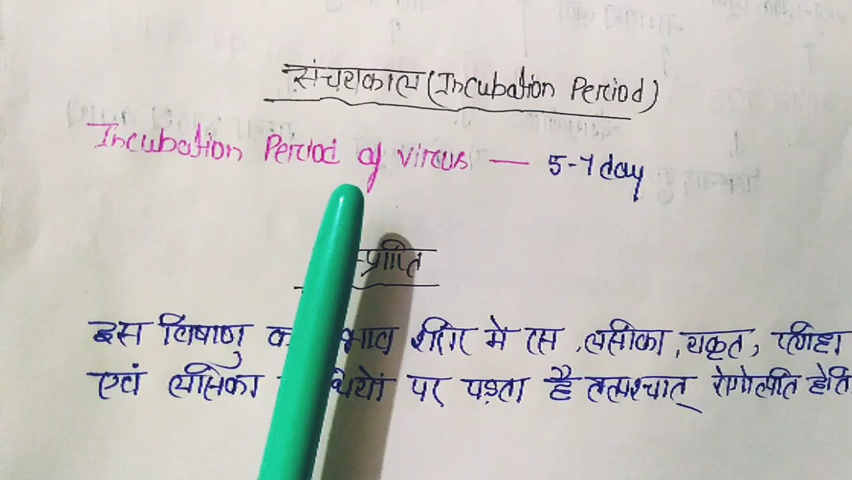 संचयकाल (Incubation Period)
Incubation Period of virus — 5-7 day
प्राप्ति
इस विषाणु का भाव शरीर मे रस, लसीका, यकृत, प्लीहा
एवं लसिका पर पड़ता है तत्पश्चात् रोगोत्पति होति